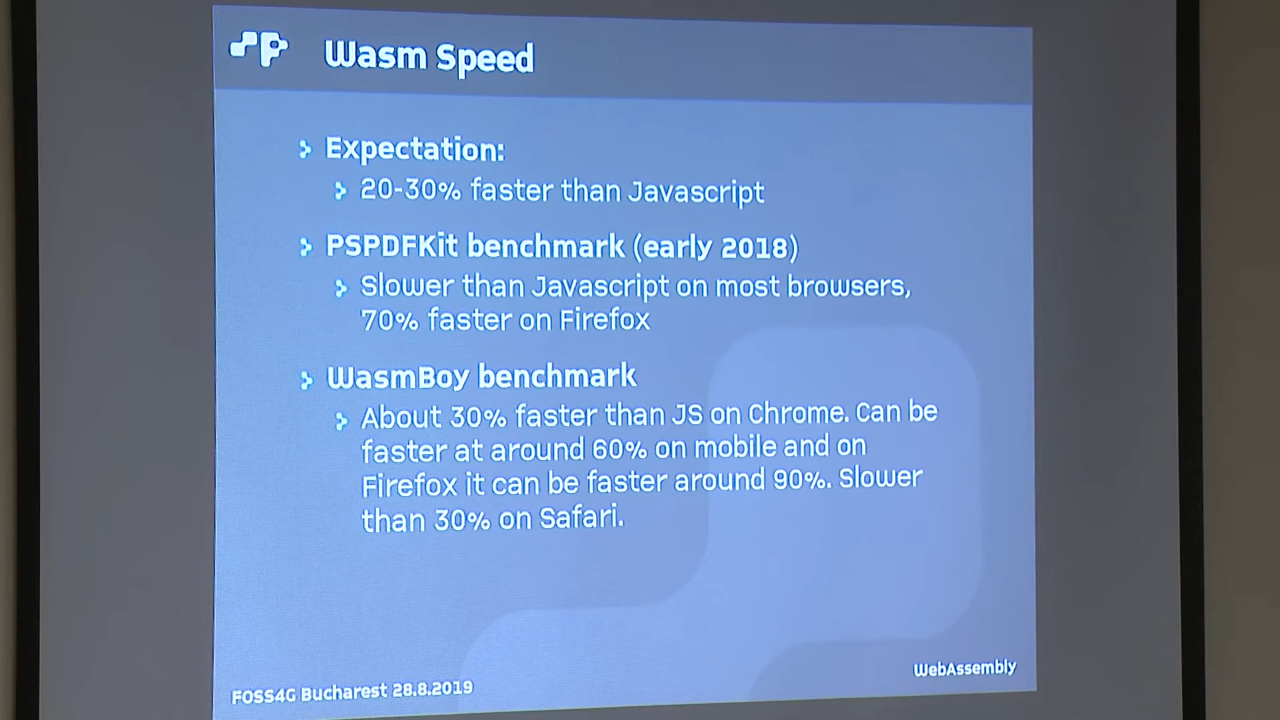 Wasm Speed
Expectation:
20-30% faster than Javascript
PSPDFKit benchmark (early 2018)
Slower than Javascript on most browsers,
70% faster on Firefox
WasmBoy benchmark
About 30% faster than JS on Chrome. Can be
faster at around 60% on mobile and on
Firefox it can be faster around 90%. Slower
than 30% on Safari.
FOSS4G Bucharest 28.8.2019
WebAssembly